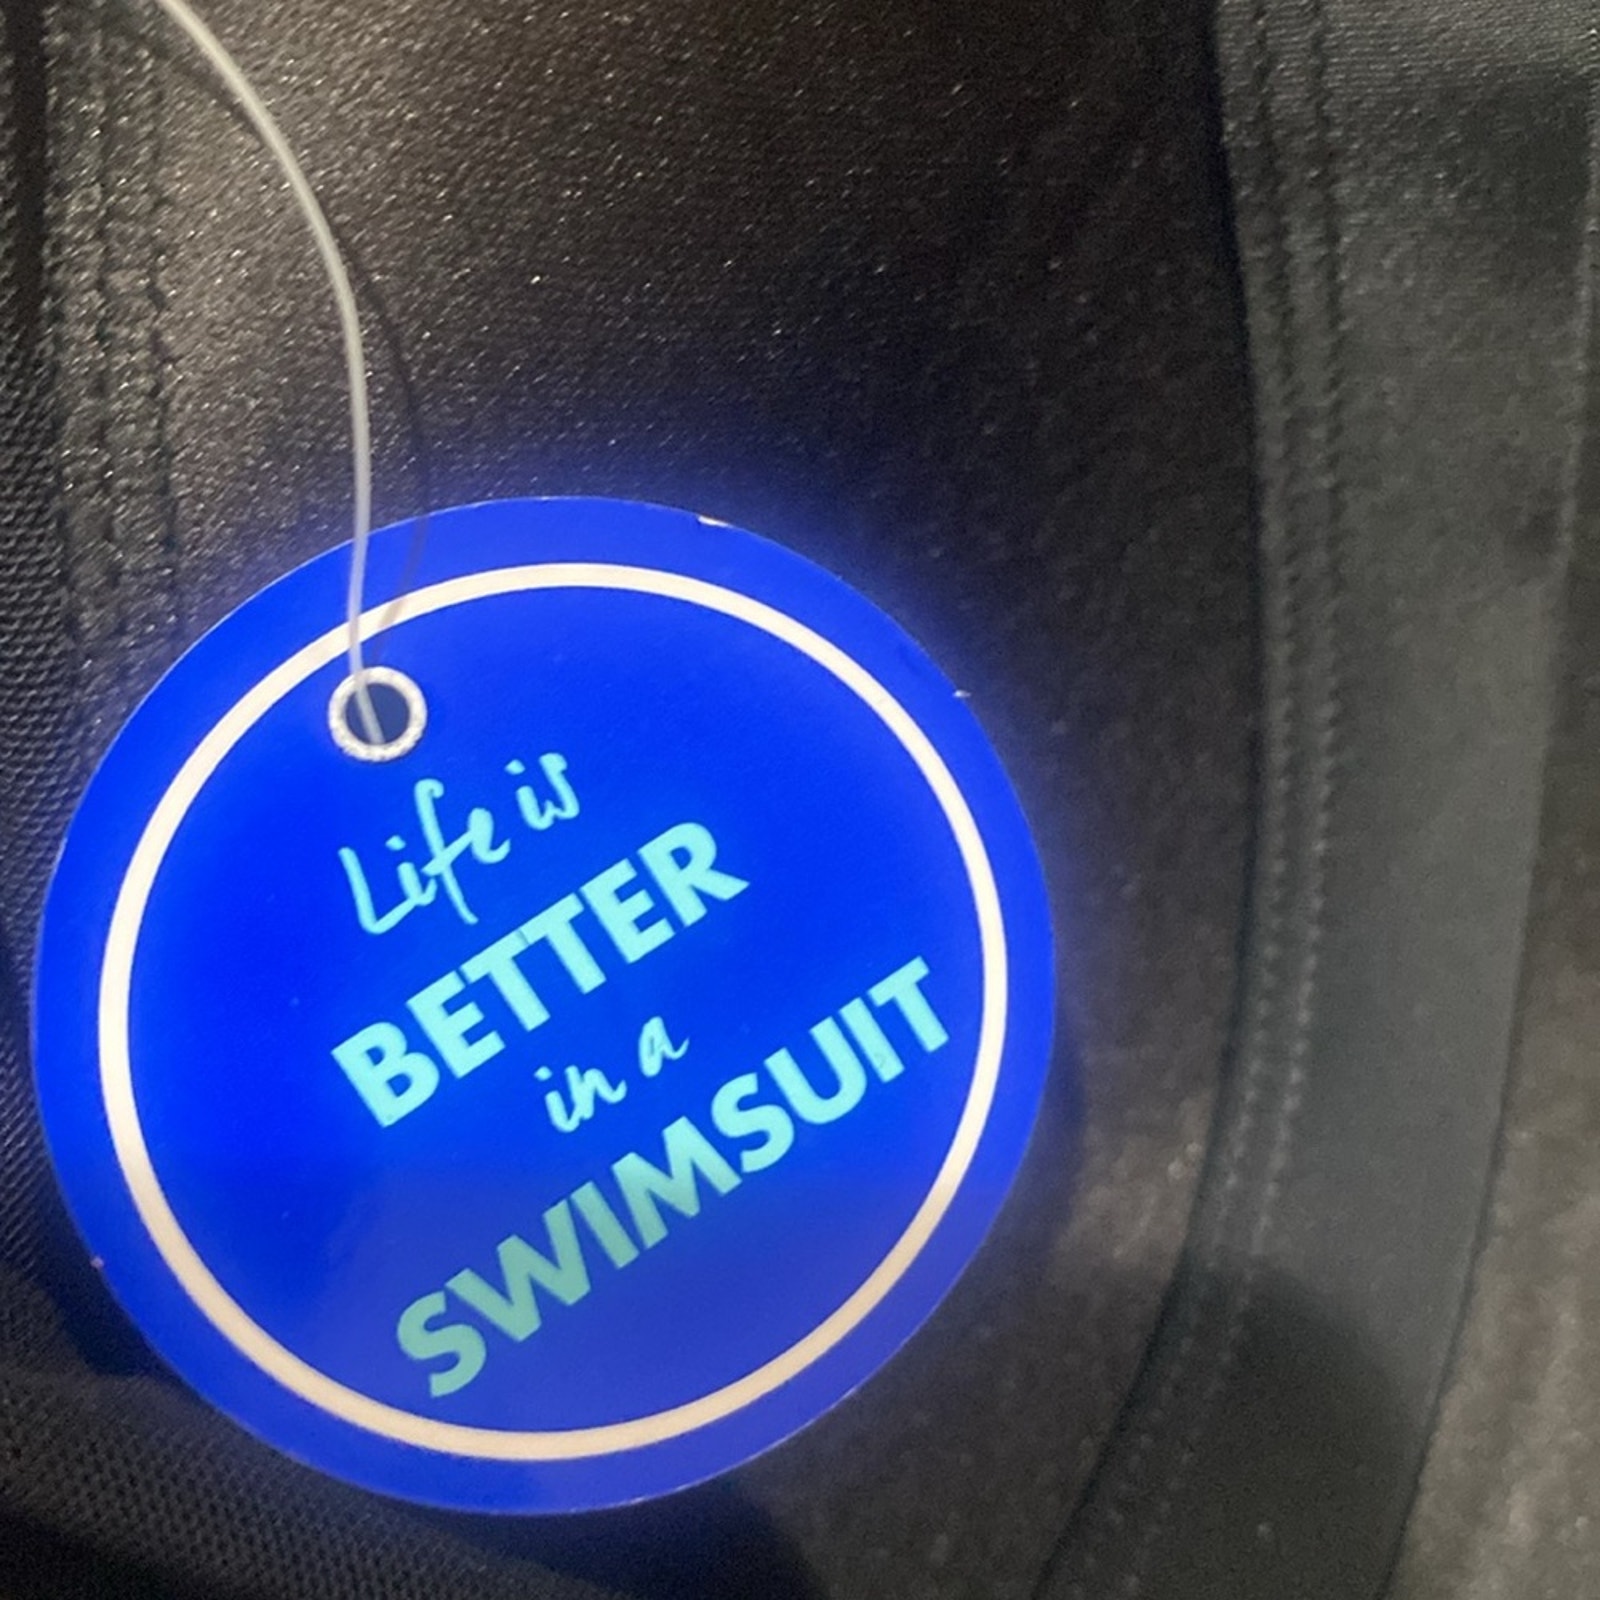 Life is
BETTER
in a
SWIMSUIT